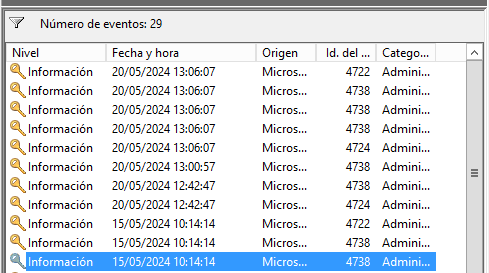 Número de eventos: 29
Nivel Fecha y hora Origen Id. del ... Catego...
Información 20/05/2024 13:06:07 Micros... 4722 Admini...
Información 20/05/2024 13:06:07 Micros... 4738 Admini...
Información 20/05/2024 13:06:07 Micros... 4738 Admini...
Información 20/05/2024 13:06:07 Micros... 4738 Admini...
Información 20/05/2024 13:06:07 Micros... 4724 Admini...
Información 20/05/2024 13:00:57 Micros... 4738 Admini...
Información 20/05/2024 12:42:47 Micros... 4738 Admini...
Información 20/05/2024 12:42:47 Micros... 4724 Admini...
Información 15/05/2024 10:14:14 Micros... 4722 Admini...
Información 15/05/2024 10:14:14 Micros... 4738 Admini...
Información 15/05/2024 10:14:14 Micros... 4738 Admini...